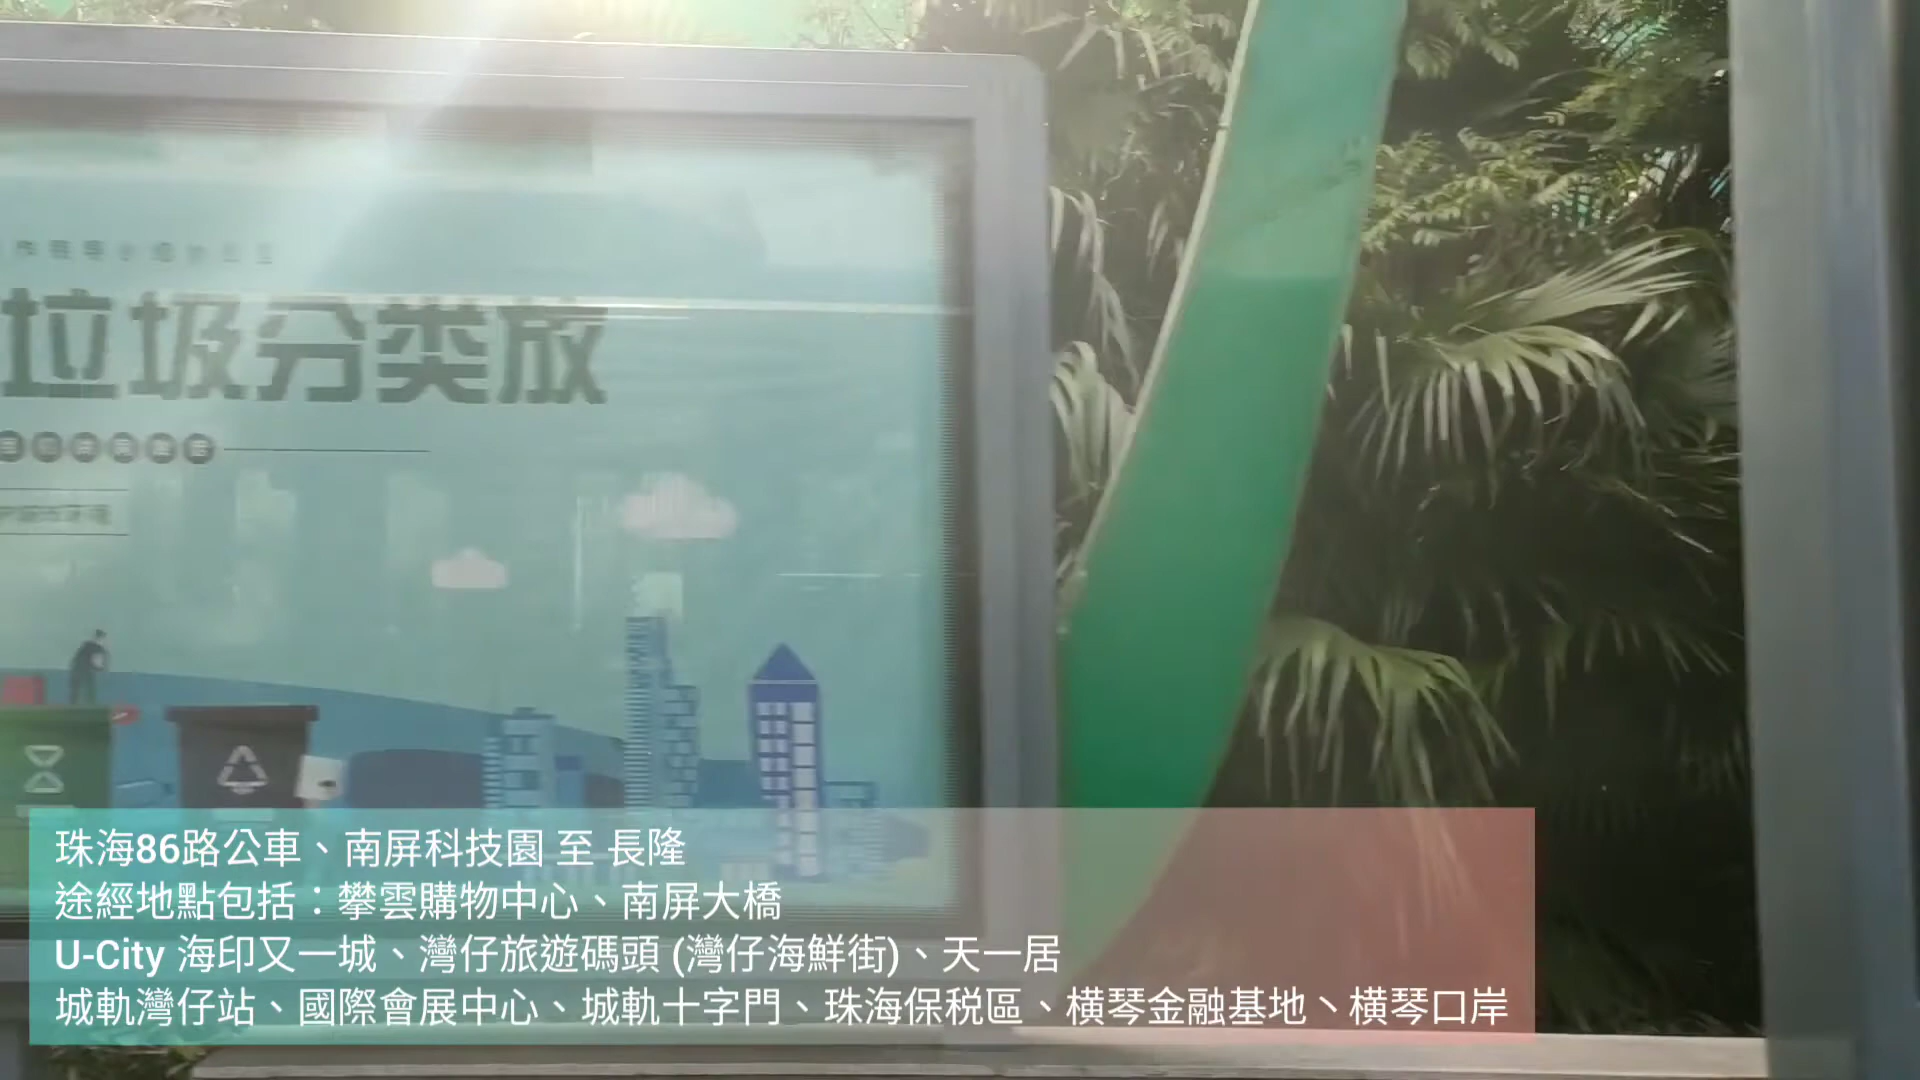 垃圾分类放
珠海86路公車、南屏科技園 至 長隆
途經地點包括：攀雲購物中心、南屏大橋
U-City 海印又一城、灣仔旅遊碼頭 (灣仔海鮮街)、天一居
城軌灣仔站、國際會展中心、城軌十字門、珠海保税區、橫琴金融基地、橫琴口岸